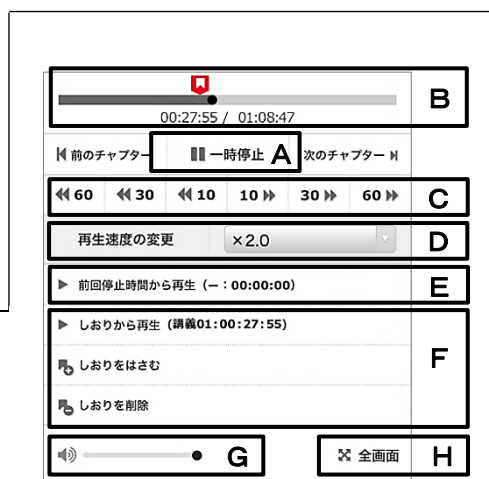 B
00:27:55 / 01:08:47
前のチャプター 一時停止 A 次のチャプター
60 30 10 10 30 60 C
再生速度の変更 ×2.0 D
前回停止時間から再生 (ー：00:00:00) E
しおりから再生 (講義01:00:27:55)
しおりをはさむ F
しおりを削除
G 全画面 H